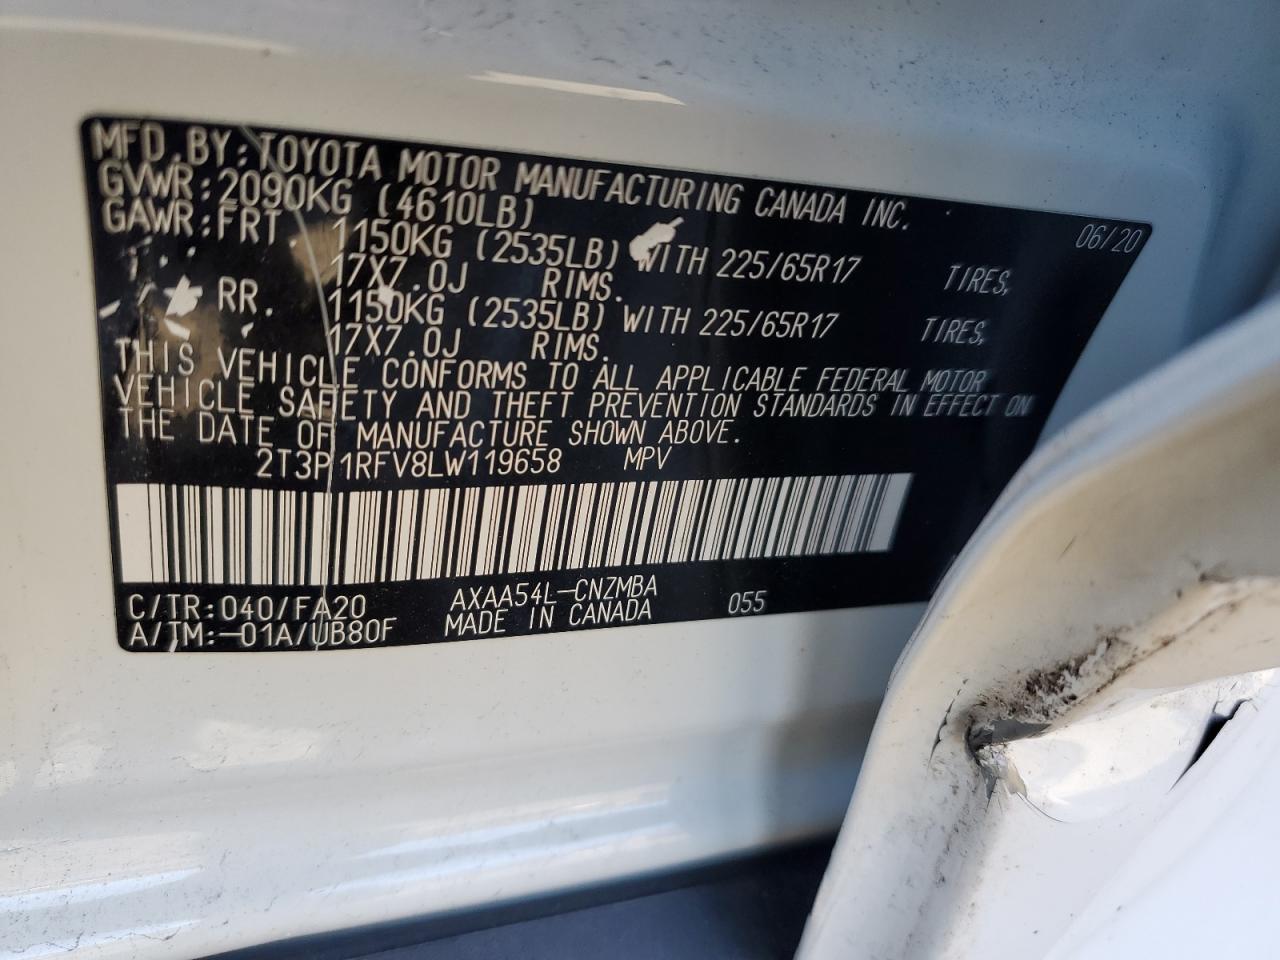 MFD.BY:TOYOTA MOTOR MANUFACTURING CANADA INC. 06/20
GVWR:2090KG (4610LB)
GAWR:FRT. 1150KG (2535LB) WITH 225/65R17 TIRES,
17X7.0J RIMS.
RR. 1150KG (2535LB) WITH 225/65R17 TIRES,
17X7.0J RIMS.
THIS VEHICLE CONFORMS TO ALL APPLICABLE FEDERAL MOTOR
VEHICLE SAFETY AND THEFT PREVENTION STANDARDS IN EFFECT ON
THE DATE OF MANUFACTURE SHOWN ABOVE.
2T3P1RFV8LW119658 MPV
C/TR:040/FA20 AXAA54L-CNZMBA 055
A/TM:-01A/UB80F MADE IN CANADA